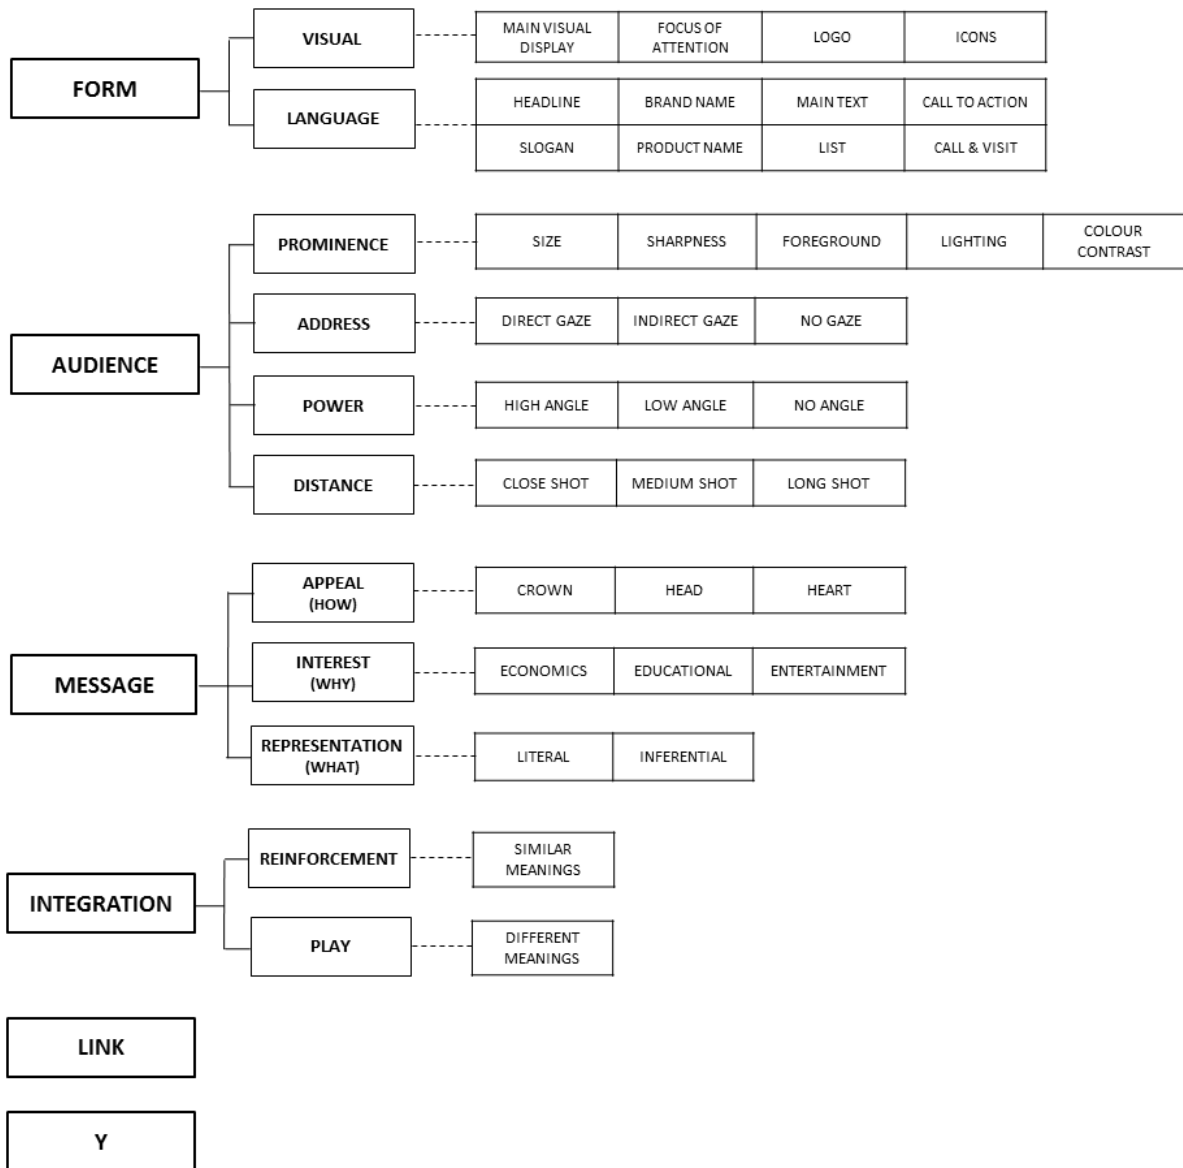 FORM
VISUAL
MAIN VISUAL
DISPLAY
FOCUS OF
ATTENTION
LOGO
ICONS
LANGUAGE
HEADLINE
BRAND NAME
MAIN TEXT
CALL TO ACTION
SLOGAN
PRODUCT NAME
LIST
CALL & VISIT
AUDIENCE
PROMINENCE
SIZE
SHARPNESS
FOREGROUND
LIGHTING
COLOUR
CONTRAST
ADDRESS
DIRECT GAZE
INDIRECT GAZE
NO GAZE
POWER
HIGH ANGLE
LOW ANGLE
NO ANGLE
DISTANCE
CLOSE SHOT
MEDIUM SHOT
LONG SHOT
MESSAGE
APPEAL
(HOW)
CROWN
HEAD
HEART
INTEREST
(WHY)
ECONOMICS
EDUCATIONAL
ENTERTAINMENT
REPRESENTATION
(WHAT)
LITERAL
INFERENTIAL
INTEGRATION
REINFORCEMENT
SIMILAR
MEANINGS
PLAY
DIFFERENT
MEANINGS
LINK
Y